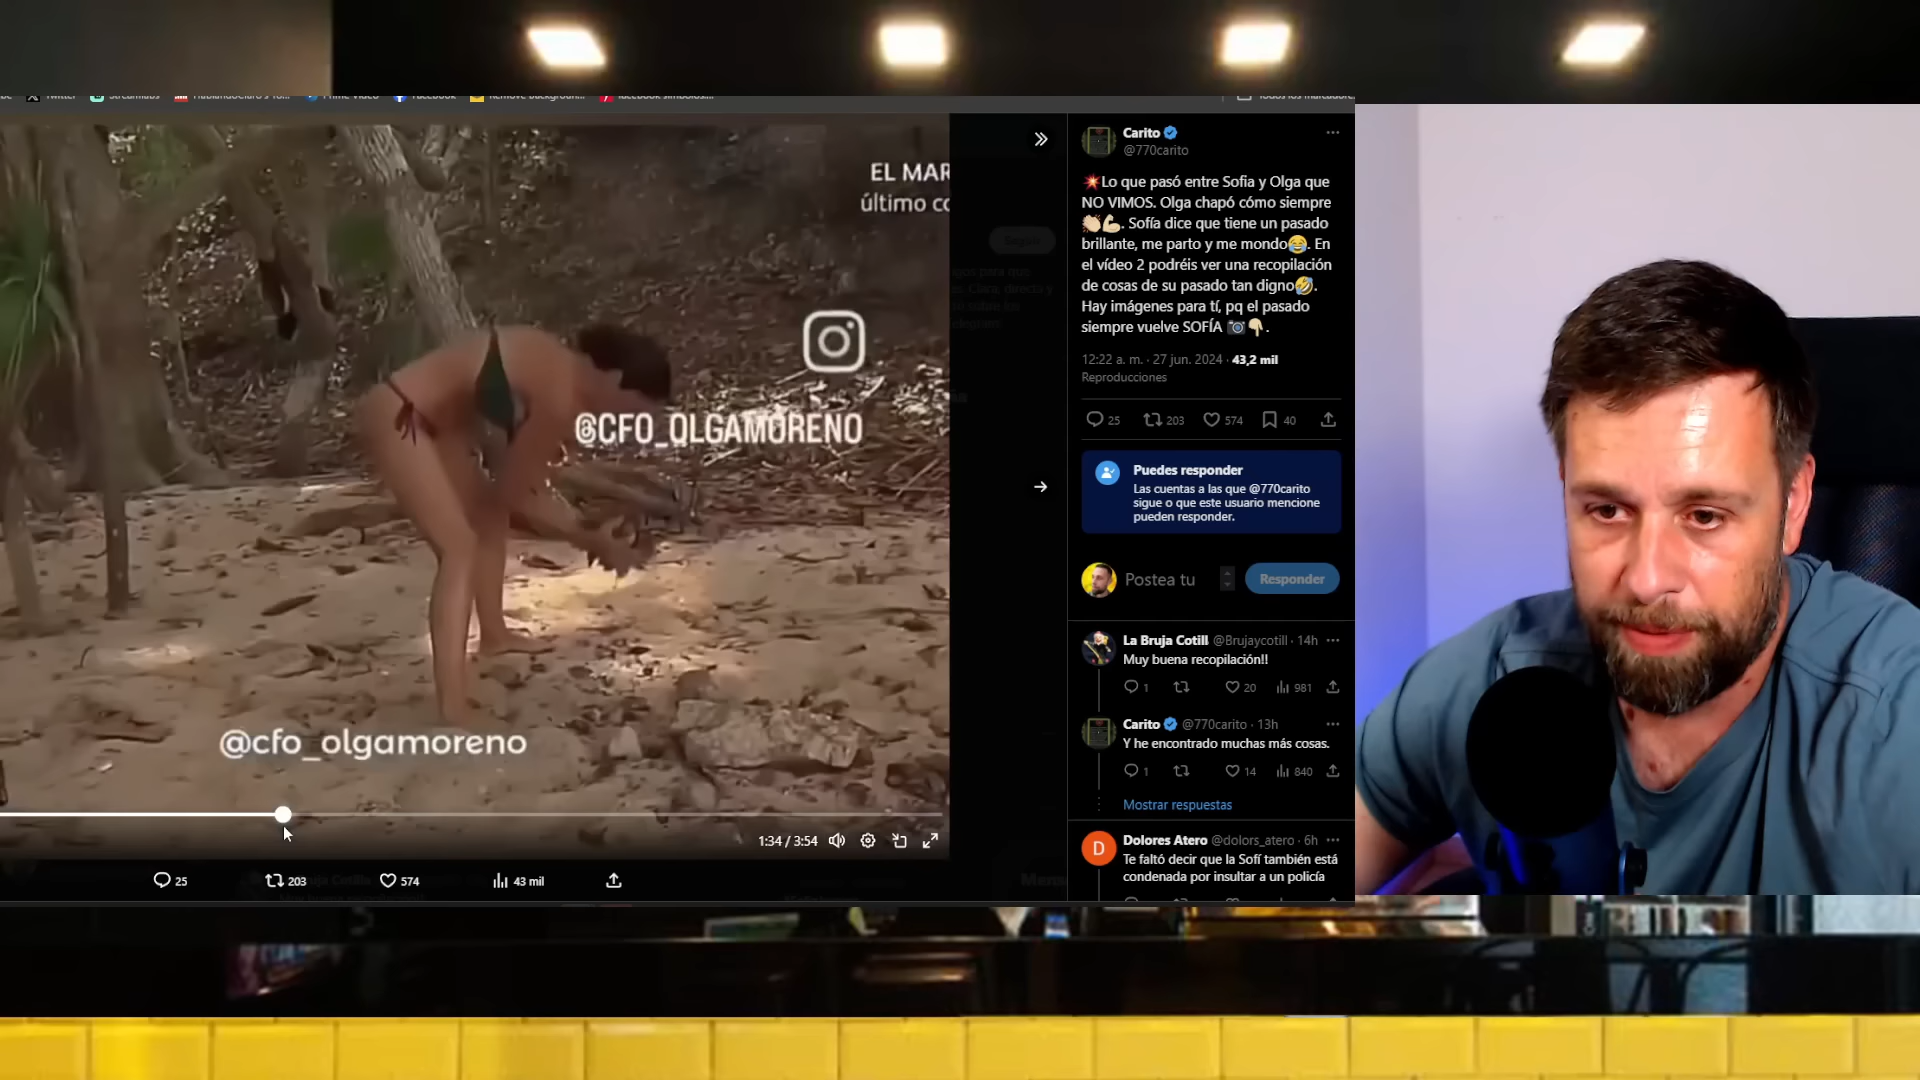 Twitter
Streamlabs
Prime Video
Facebook
EL MAR
último co
@CFO_OLGAMORENO
@cfo_olgamoreno
1:34 / 3:54
25
203
574
43 mil
Carito
@770carito
💥Lo que pasó entre Sofia y Olga que
NO VIMOS. Olga chapó cómo siempre
👏🏻💪🏻. Sofía dice que tiene un pasado
brillante, me parto y me mondo😂. En
el vídeo 2 podréis ver una recopilación
de cosas de su pasado tan digno🤣.
Hay imágenes para tí, pq el pasado
siempre vuelve SOFÍA 📷👇🏻.
12:22 a. m. · 27 jun. 2024 · 43,2 mil
Reproducciones
25 203 574 40
Puedes responder
Las cuentas a las que @770carito
sigue o que este usuario mencione
pueden responder.
Postea tu
Responder
La Bruja Cotill @Brujaycotill · 14h
Muy buena recopilación!!
1 20 981
Carito @770carito · 13h
Y he encontrado muchas más cosas.
1 14 840
Mostrar respuestas
D
Dolores Atero @dolors_atero · 6h
Te faltó decir que la Sofí también está
condenada por insultar a un policía